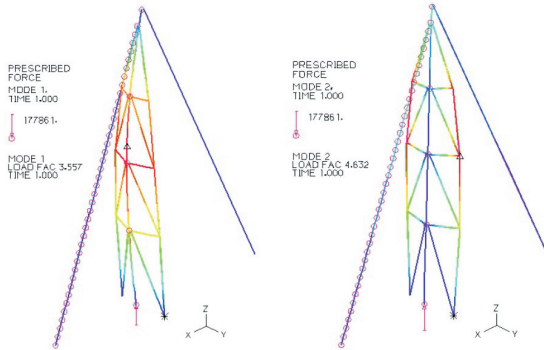 PRESCRIBED
FORCE
MODE 1,
TIME 1.000
177861.
MODE 1
LOAD FAC 3.557
TIME 1.000
Z
X
Y
PRESCRIBED
FORCE
MODE 2,
TIME 1.000
177861.
MODE 2
LOAD FAC 4.632
TIME 1.000
Z
X
Y